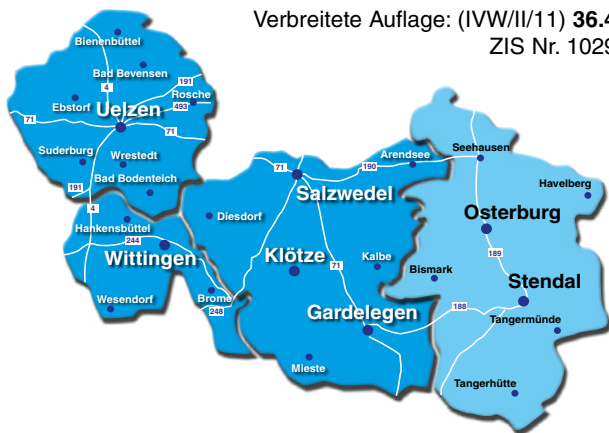 Verbreitete Auflage: (IVW/II/11) 36.4
ZIS Nr. 1029
Bienenbüttel
4
Bad Bevensen
191
Rosche
Ebstorf
493
71
Uelzen
71
Suderburg
Wrestedt
191
Bad Bodenteich
4
Hankensbüttel
244
Wittingen
Wesendorf
Brome
248
71
190
Arendsee
Salzwedel
Diesdorf
Klötze
71
Kalbe
Gardelegen
Mieste
Seehausen
Havelberg
Osterburg
189
Bismark
Stendal
188
Tangermünde
Tangerhütte